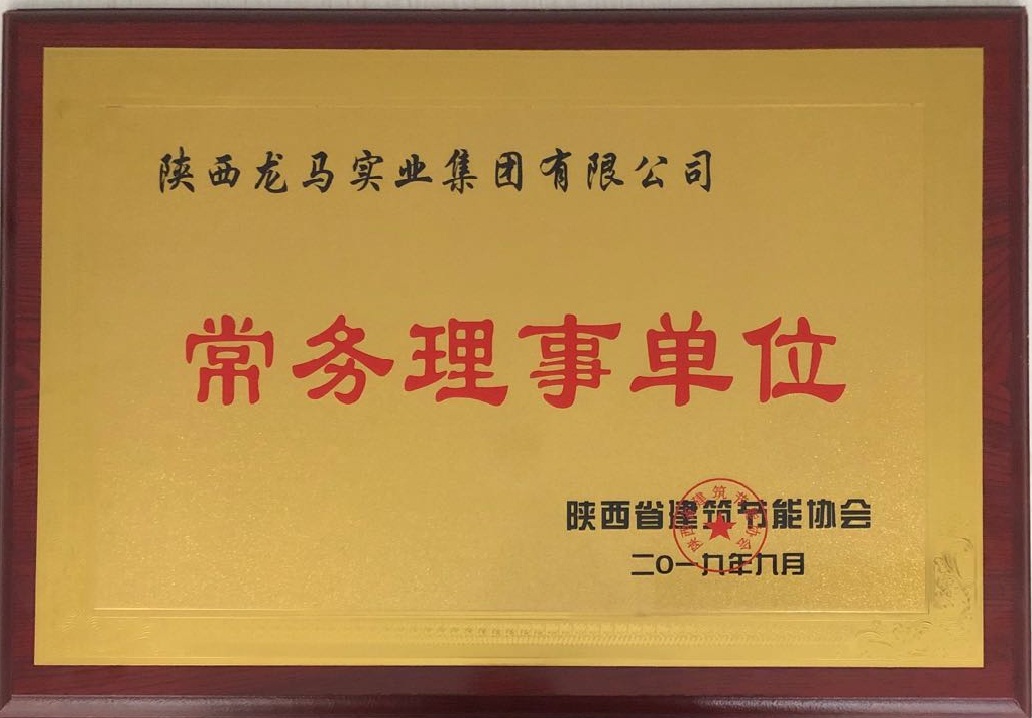 陕西龙马实业集团有限公司
常务理事单位
陕西省建筑节能协会
二〇一九年九月